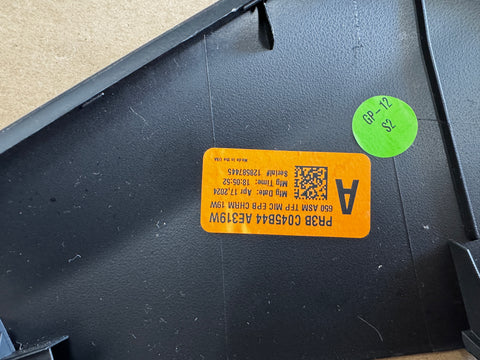 PR3B C045B44 AE319W
650 ASM TFP MIC EPB CHRM 19W
A
Mfg Date: Apr.17.2024
Mfg Time: 18:05:52
Serial# 128587445
Made in the USA
GP-12
S2